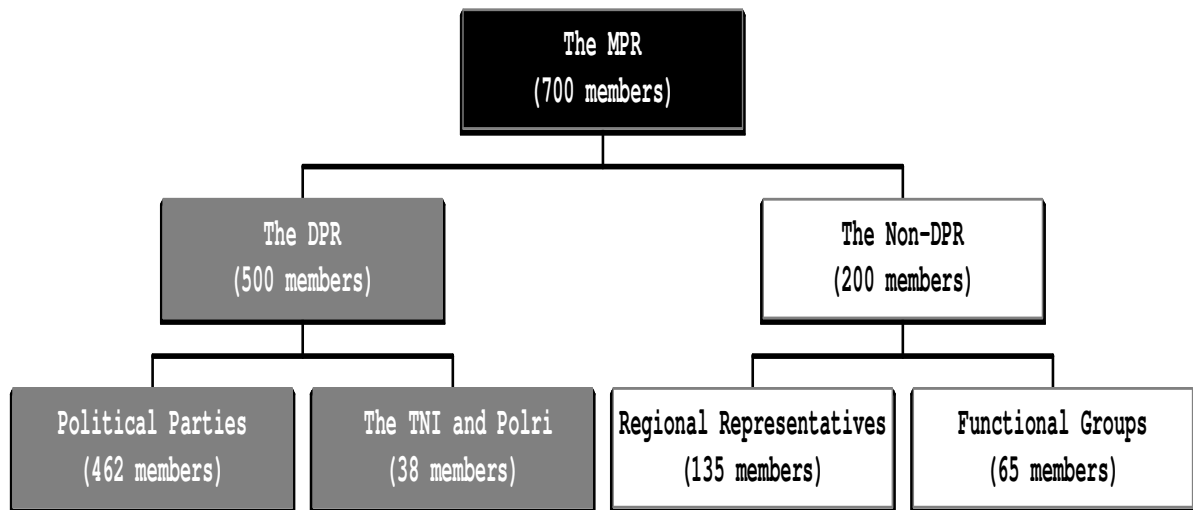 The MPR
(700 members)
The DPR
(500 members)
The Non-DPR
(200 members)
Political Parties
(462 members)
The TNI and Polri
(38 members)
Regional Representatives
(135 members)
Functional Groups
(65 members)